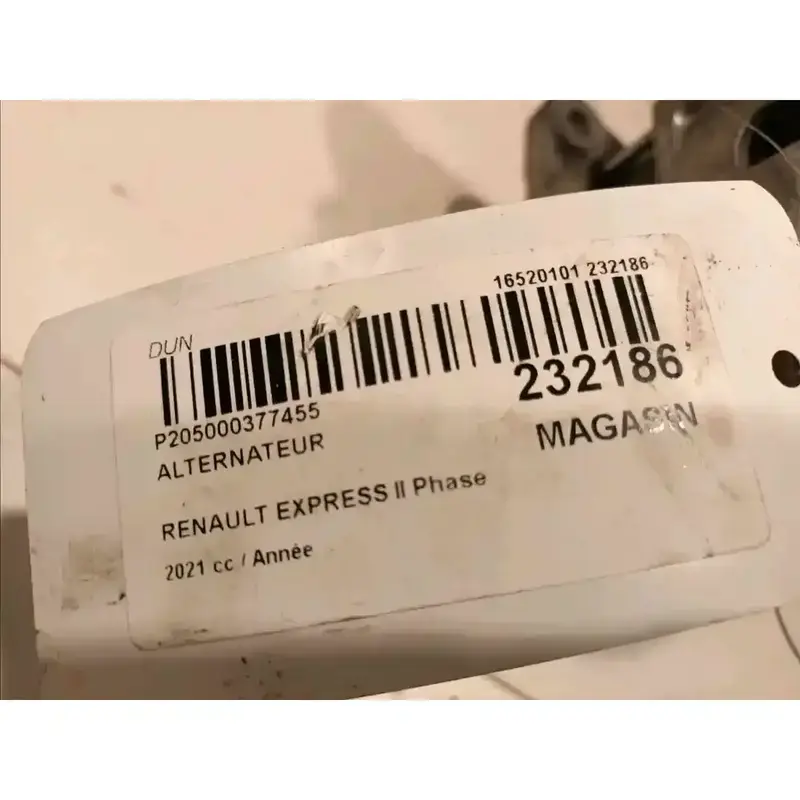 16520101 232186
DUN
232186
P205000377455
MAGASIN
ALTERNATEUR
RENAULT EXPRESS II Phase
2021 cc / Année